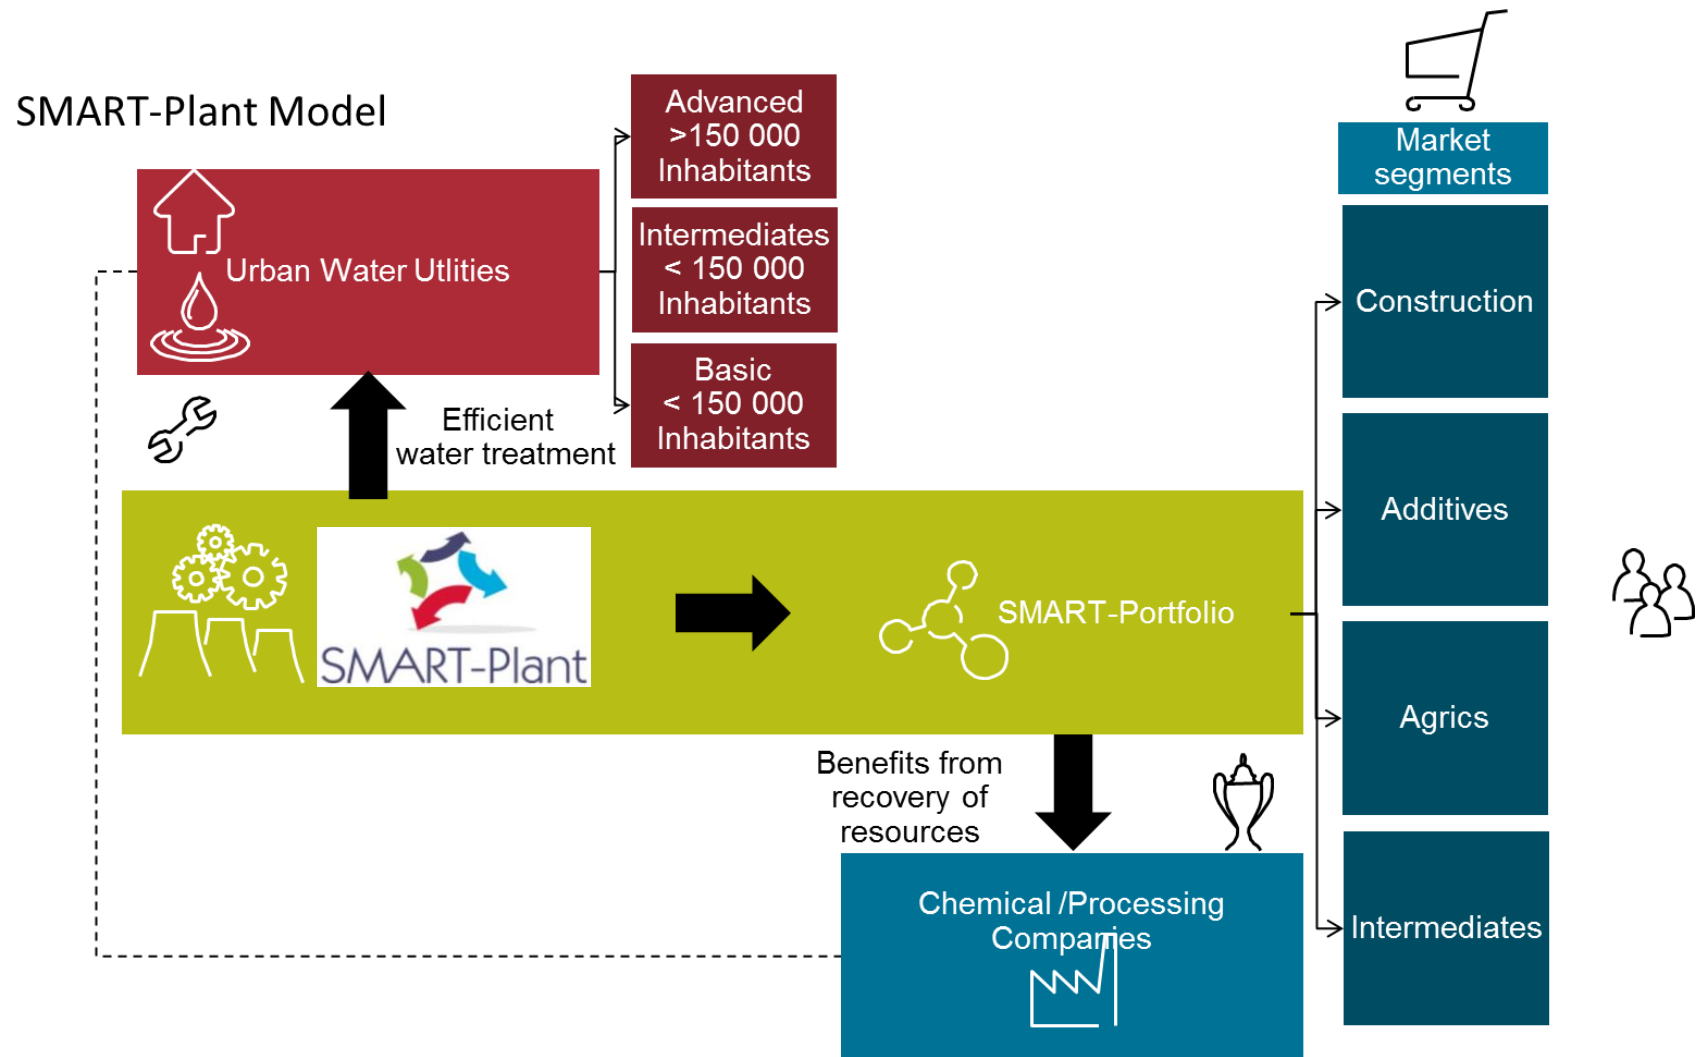 SMART-Plant Model
Urban Water Utlities
Advanced
>150 000
Inhabitants
Intermediates
< 150 000
Inhabitants
Basic
< 150 000
Inhabitants
Efficient
water treatment
SMART-Plant
SMART-Portfolio
Benefits from
recovery of
resources
Chemical /Processing
Companies
Market
segments
Construction
Additives
Agrics
Intermediates